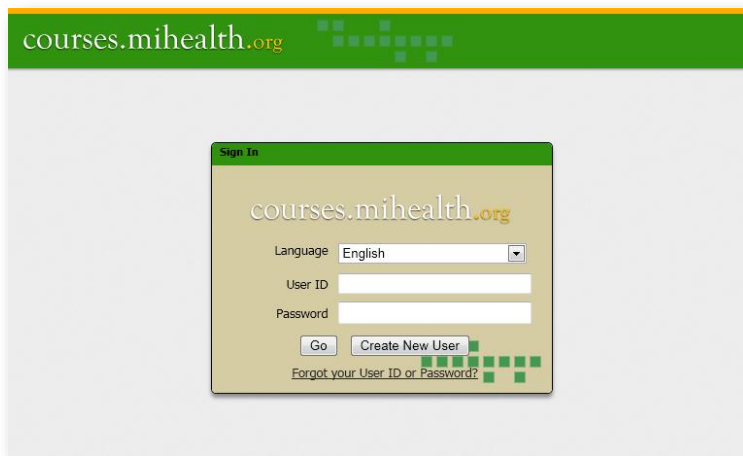 courses.mihealth.org
Sign In
courses.mihealth.org
Language English
User ID
Password
Go Create New User
Forgot your User ID or Password?